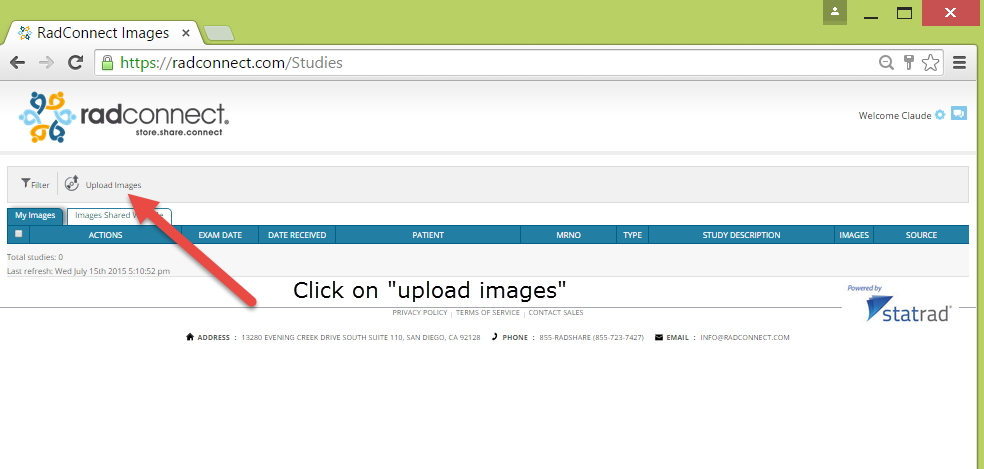 RadConnect Images
https://radconnect.com/Studies
radconnect.
store.share.connect
Welcome Claude
Filter
Upload Images
My Images
Images Shared
ACTIONS EXAM DATE DATE RECEIVED PATIENT MRNO TYPE STUDY DESCRIPTION IMAGES SOURCE
Total studies: 0
Last refresh: Wed July 15th 2015 5:10:52 pm
Click on "upload images"
Powered by
statrad
PRIVACY POLICY | TERMS OF SERVICE | CONTACT SALES
ADDRESS : 13280 EVENING CREEK DRIVE SOUTH SUITE 110, SAN DIEGO, CA 92128 PHONE : 855-RADSHARE (855-723-7427) EMAIL : INFO@RADCONNECT.COM